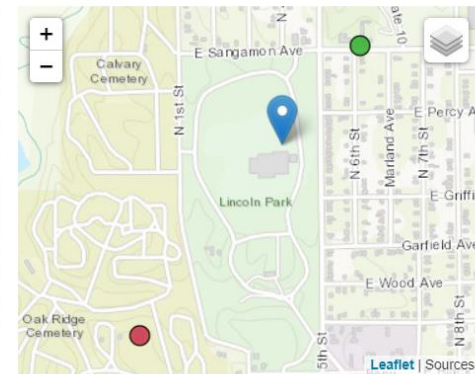 +
−
E Sangamon Ave
Calvary
Cemetery
N 1st St
E Percy A
N 6th St
Marland Ave
N 7th St
Lincoln Park
E Griffi
Garfield Ave
E Wood Ave
Oak Ridge
Cemetery
5th St
N 8th St
Leaflet | Sources